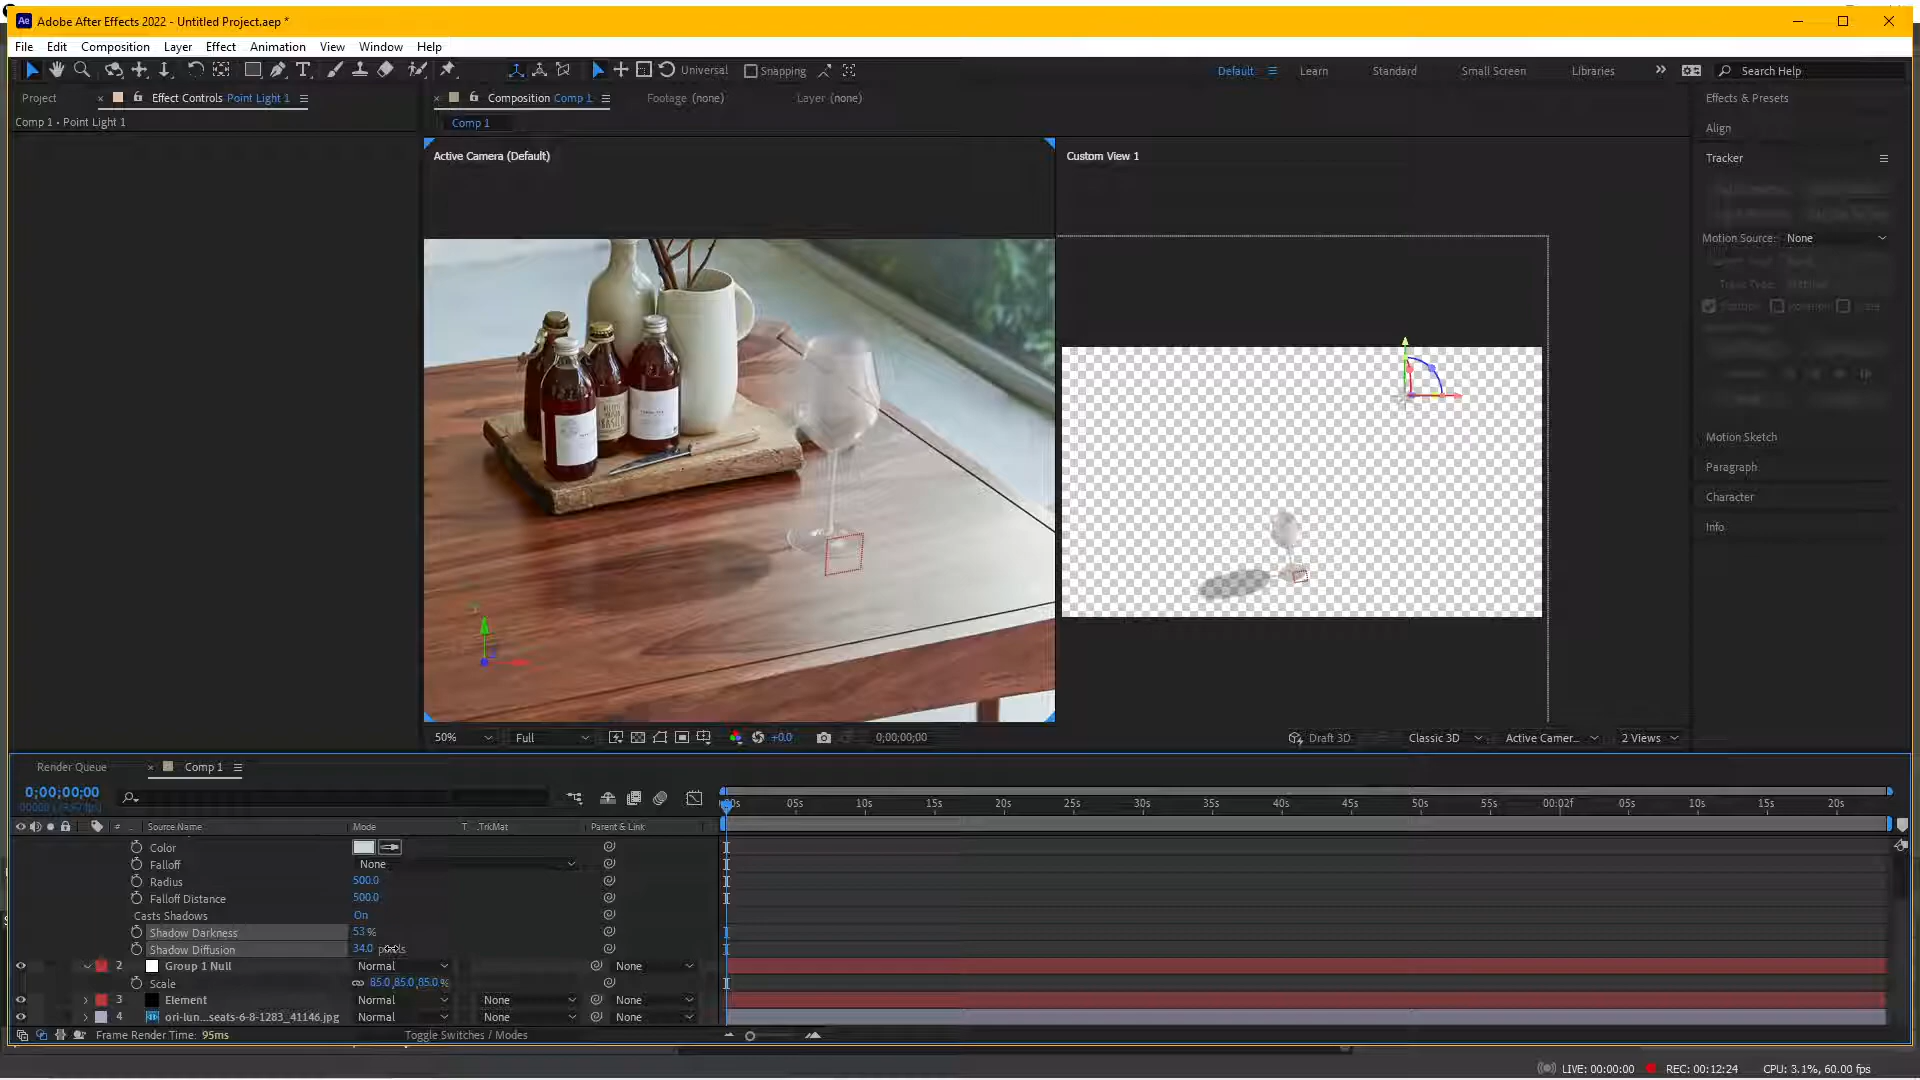 Adobe After Effects 2022 - Untitled Project.aep *
File Edit Composition Layer Effect Animation View Window Help
Universal Snapping Default Learn Standard Small Screen Libraries Search Help
Project Effect Controls Point Light 1 Composition Comp 1 Footage (none) Layer (none)
Comp 1 • Point Light 1
Comp 1
Active Camera (Default)
Custom View 1
Effects & Presets
Align
Tracker
Motion Source: None
Motion Sketch
Paragraph
Character
Info
50% Full +0.0 0;00;00;00 Draft 3D Classic 3D Active Camer... 2 Views
Render Queue Comp 1
0;00;00;00
00s 05s 10s 15s 20s 25s 30s 35s 40s 45s 50s 55s 00:02f 05s 10s 15s 20s
# Source Name Mode T .TrkMat Parent & Link
Color
Falloff None
Radius 500.0
Falloff Distance 500.0
Casts Shadows On
Shadow Darkness 53 %
Shadow Diffusion 34.0 pixels
2 Group 1 Null Normal None
Scale 85.0,85.0,85.0 %
3 Element Normal None None
4 ori-lun...seats-6-8-1283_41146.jpg Normal None None
Frame Render Time: 95ms Toggle Switches / Modes
LIVE: 00:00:00 REC: 00:12:24 CPU: 3.1%, 60.00 fps